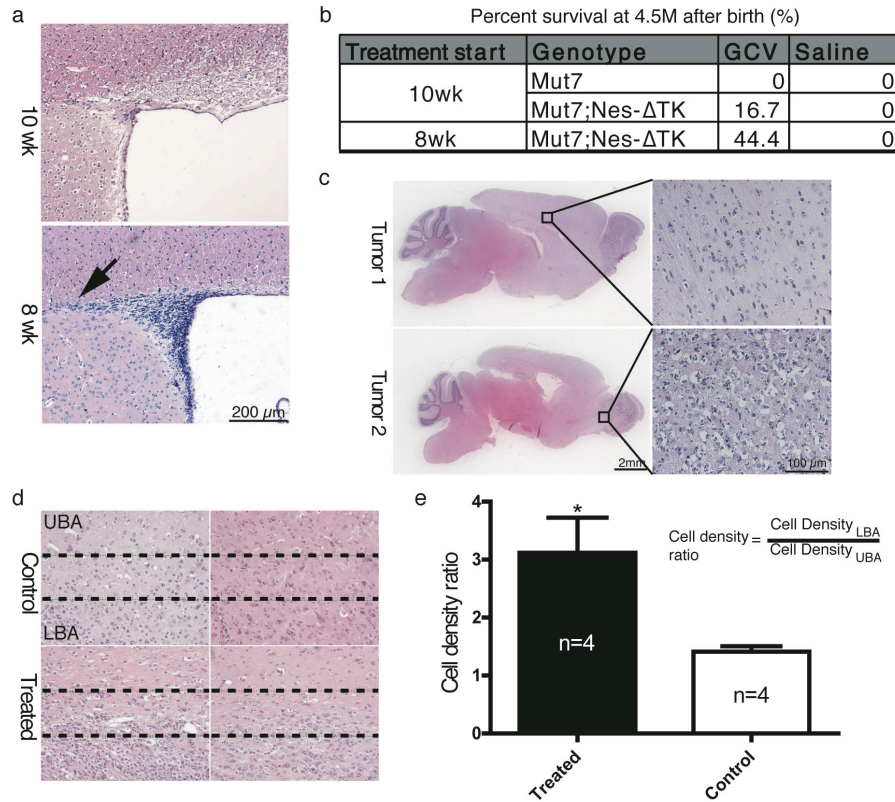 a
10 wk
8 wk
200 µm
b
Percent survival at 4.5M after birth (%)
Treatment start Genotype GCV Saline
10wk Mut7 0 0
Mut7;Nes-ΔTK 16.7 0
8wk Mut7;Nes-ΔTK 44.4 0
c
Tumor 1
Tumor 2
2mm
100 µm
d
Control
UBA
LBA
Treated
e
Cell density ratio
4
3
2
1
0
*
n=4
n=4
Treated
Control
Cell density ratio = Cell Density LBA
Cell Density UBA